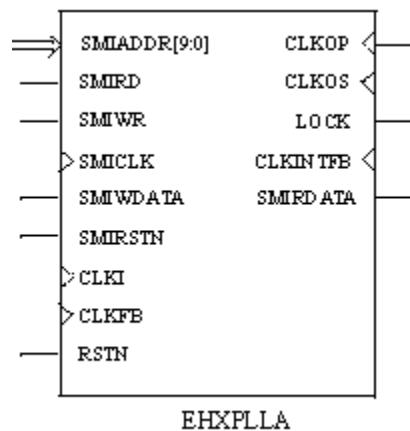 SMIADDR[9:0] CLKOP
SMIRD CLKOS
SMIWR LOCK
SMICLK CLKINTFB
SMIWDATA SMIRDATA
SMIRSTN
CLKI
CLKFB
RSTN
EHXPLLA